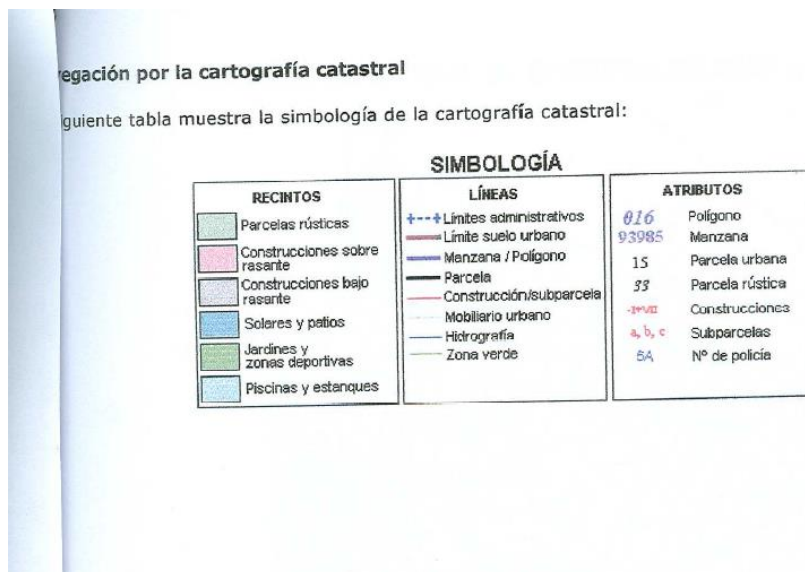 egación por la cartografía catastral
guiente tabla muestra la simbología de la cartografía catastral:
SIMBOLOGÍA
RECINTOS
Parcelas rústicas
Construcciones sobre
rasante
Construcciones bajo
rasante
Solares y patios
Jardines y
zonas deportivas
Piscinas y estanques
LÍNEAS
Límites administrativos
Límite suelo urbano
Manzana / Polígono
Parcela
Construcción/subparcela
Mobiliario urbano
Hidrografía
Zona verde
ATRIBUTOS
016 Polígono
93985 Manzana
15 Parcela urbana
33 Parcela rústica
-I+VII Construcciones
a, b, c Subparcelas
5A Nº de policía